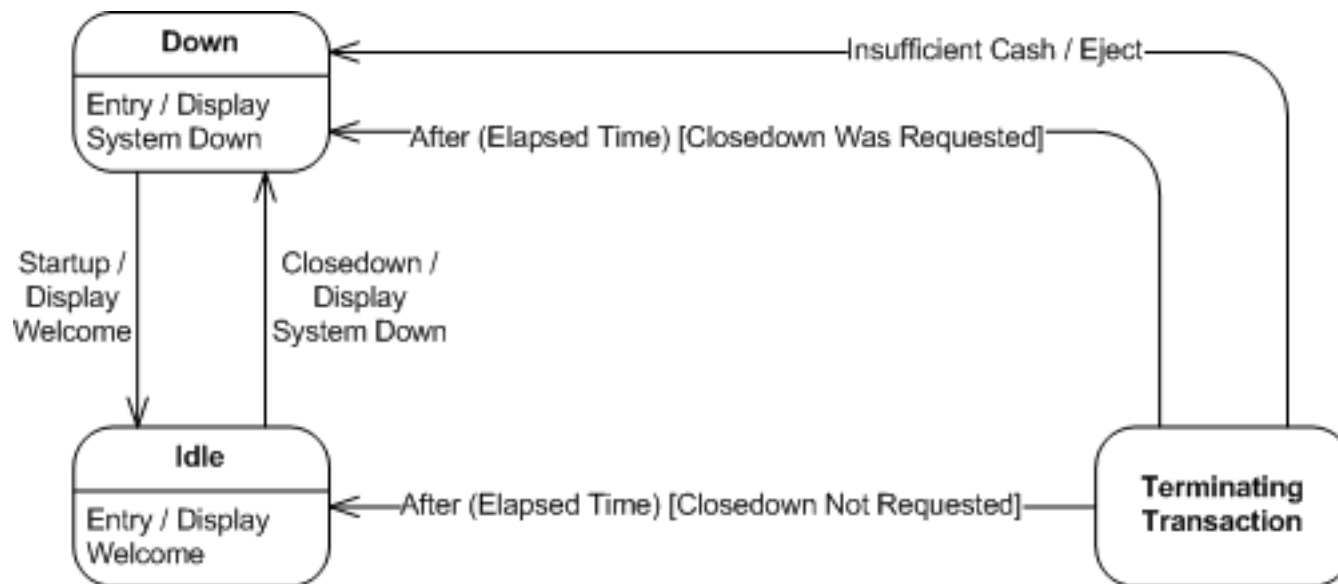 Down
Entry / Display
System Down
Insufficient Cash / Eject
After (Elapsed Time) [Closedown Was Requested]
Startup /
Display
Welcome
Closedown /
Display
System Down
Idle
Entry / Display
Welcome
After (Elapsed Time) [Closedown Not Requested]
Terminating
Transaction